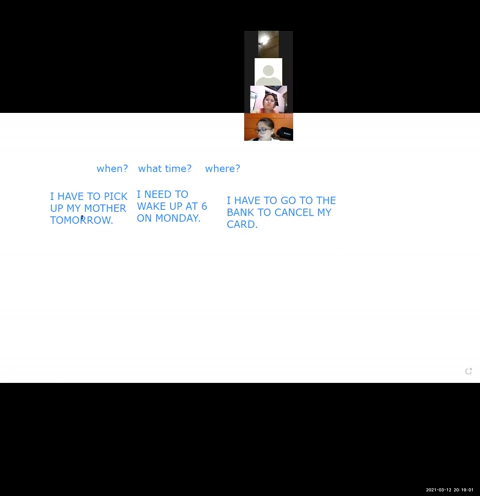 when? what time? where?
I HAVE TO PICK
UP MY MOTHER
TOMORROW.
I NEED TO
WAKE UP AT 6
ON MONDAY.
I HAVE TO GO TO THE
BANK TO CANCEL MY
CARD.
2021-03-12 20:19:01